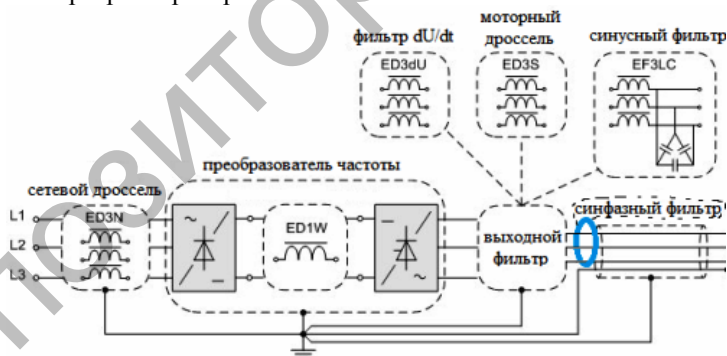 фильтр dU/dt
моторный
дроссель
синусный фильтр
ED3dU
ED3S
EF3LC
преобразователь частоты
сетевой дроссель
синфазный фильтр
L1
ED3N
~
–
ED1W
–
~
L2
выходной
фильтр
L3